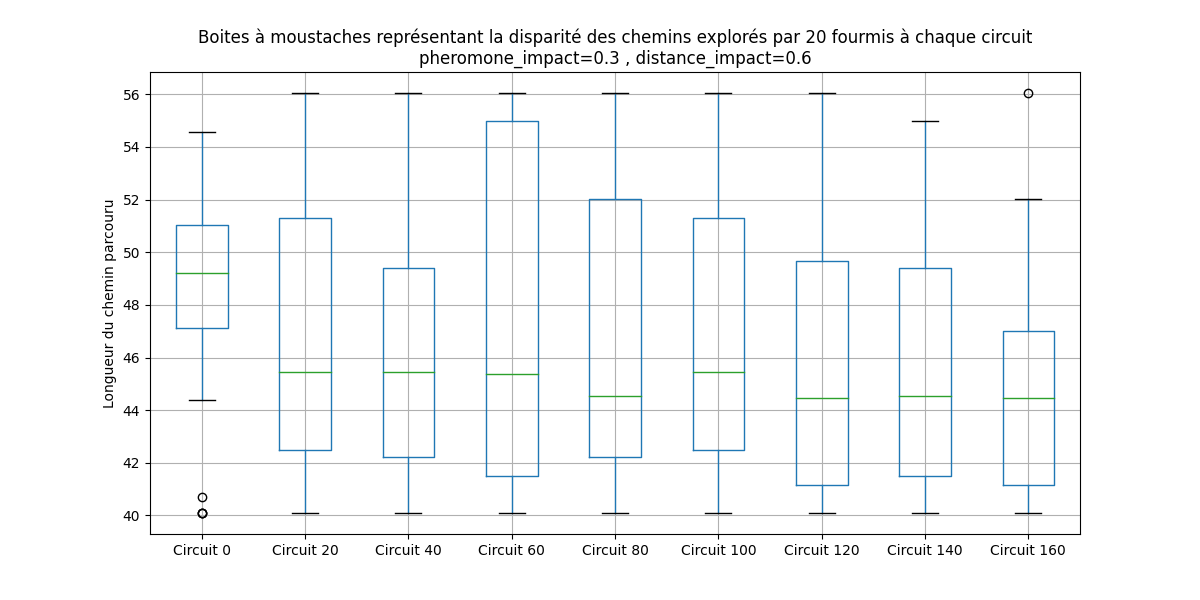 Boites à moustaches représentant la disparité des chemins explorés par 20 fourmis à chaque circuit
pheromone_impact=0.3 , distance_impact=0.6
Longueur du chemin parcouru
56
54
52
50
48
46
44
42
40
Circuit 0 Circuit 20 Circuit 40 Circuit 60 Circuit 80 Circuit 100 Circuit 120 Circuit 140 Circuit 160